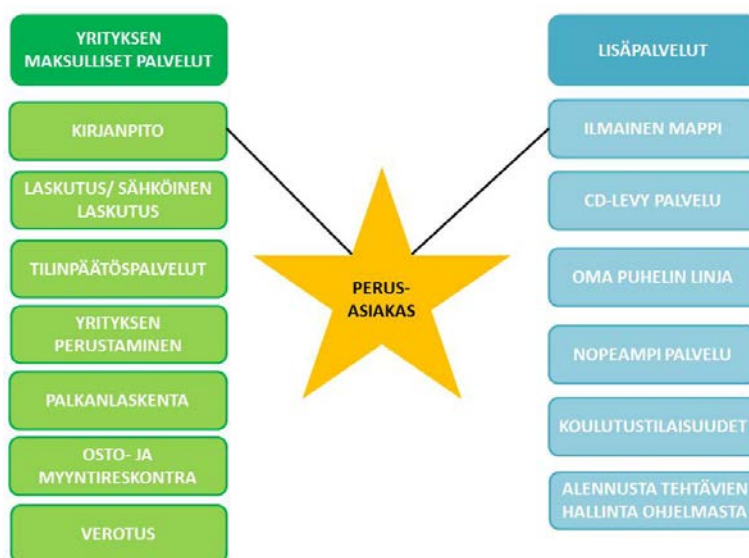 YRITYKSEN
MAKSULLISET PALVELUT
KIRJANPITO
LASKUTUS/ SÄHKÖINEN
LASKUTUS
TILINPÄÄTÖSPALVELUT
YRITYKSEN
PERUSTAMINEN
PALKANLASKENTA
OSTO- JA
MYYNTIRESKONTRA
VEROTUS
PERUS-
ASIAKAS
LISÄPALVELUT
ILMAINEN MAPPI
CD-LEVY PALVELU
OMA PUHELIN LINJA
NOPEAMPI PALVELU
KOULUTUSTILAISUUDET
ALENNUSTA TEHTÄVIEN
HALLINTA OHJELMASTA